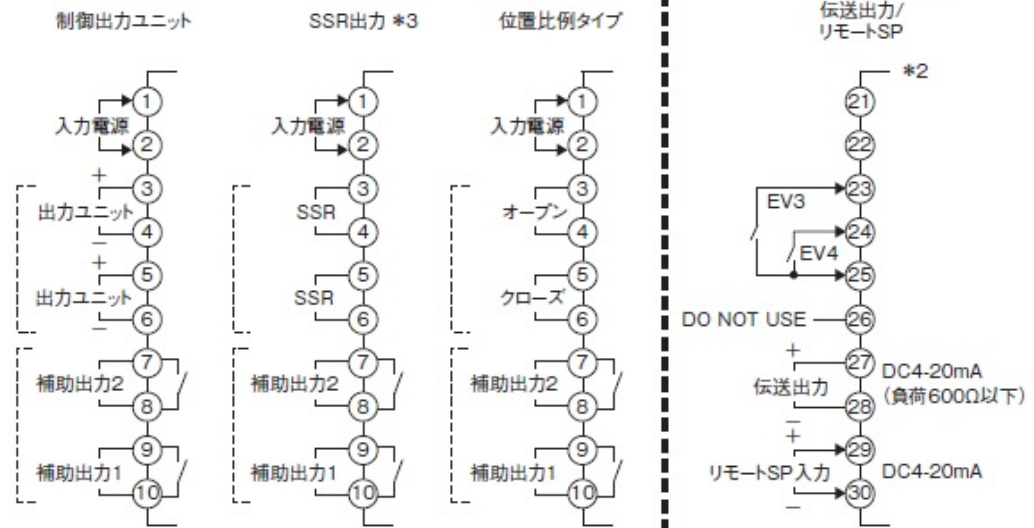 制御出力ユニット
1
入力電源
2
+
3
出力ユニット
4
−
+
5
出力ユニット
6
−
7
補助出力2
8
9
補助出力1
10
SSR出力 *3
1
入力電源
2
3
SSR
4
5
SSR
6
7
補助出力2
8
9
補助出力1
10
位置比例タイプ
1
入力電源
2
3
オープン
4
5
クローズ
6
7
補助出力2
8
9
補助出力1
10
伝送出力/
リモートSP
*2
21
22
23
EV3
24
EV4
25
DO NOT USE
26
+
27
DC4-20mA
伝送出力
(負荷600Ω以下)
28
−
+
29
リモートSP入力
DC4-20mA
30
−